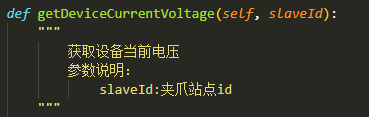 def getDeviceCurrentVoltage(self, slaveId):
"""
获取设备当前电压
参数说明：
slaveId:夹爪站点id
"""